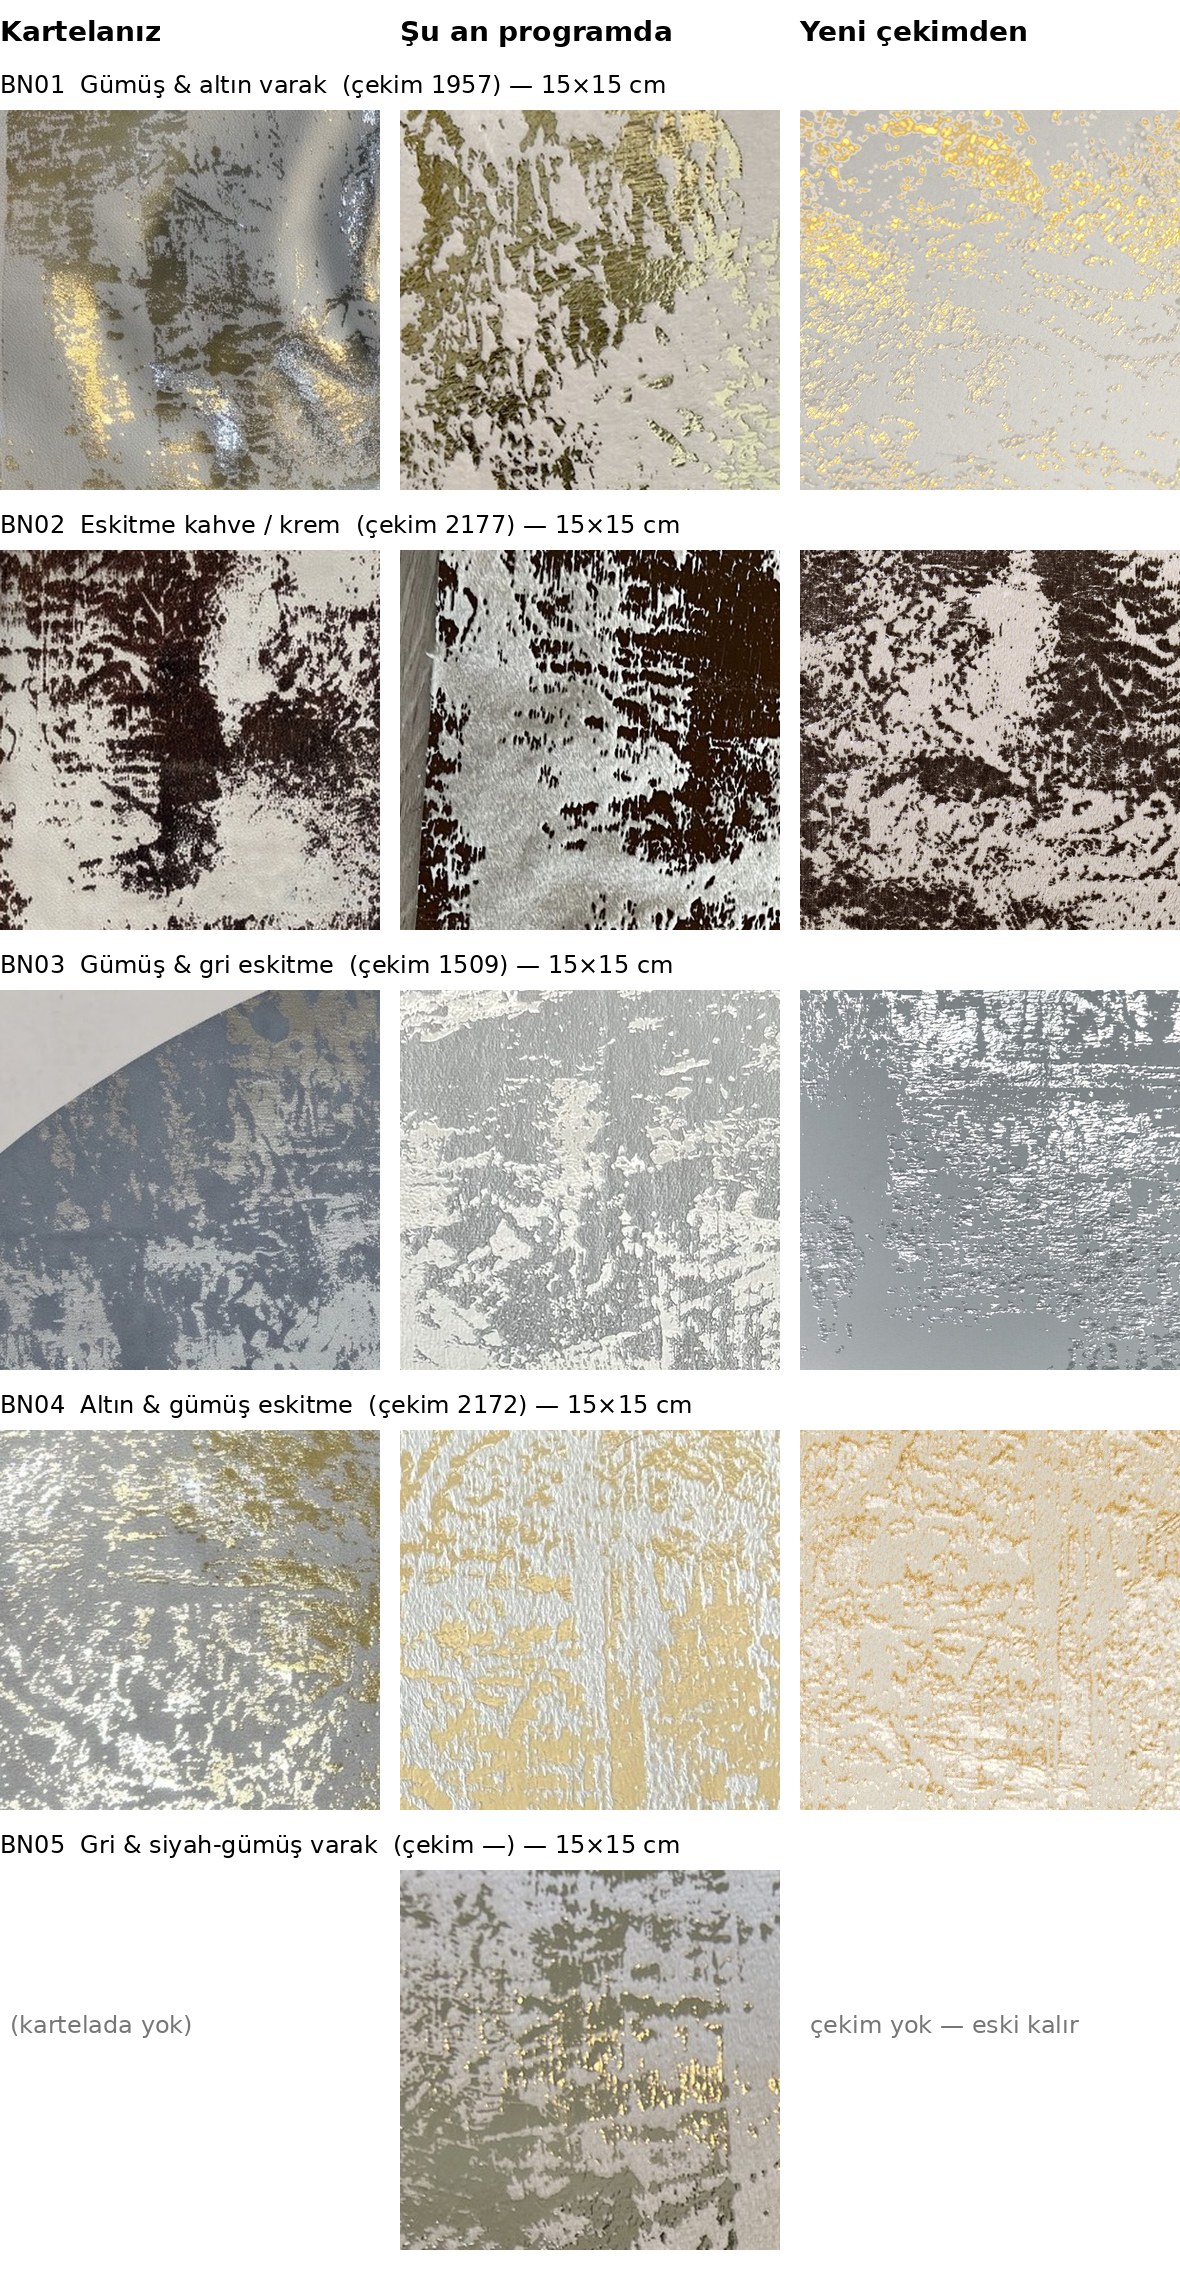 Kartelanız Şu an programda Yeni çekimden
BN01 Gümüş & altın varak (çekim 1957) — 15×15 cm
BN02 Eskitme kahve / krem (çekim 2177) — 15×15 cm
BN03 Gümüş & gri eskitme (çekim 1509) — 15×15 cm
BN04 Altın & gümüş eskitme (çekim 2172) — 15×15 cm
BN05 Gri & siyah-gümüş varak (çekim —) — 15×15 cm
(kartelada yok) çekim yok — eski kalır